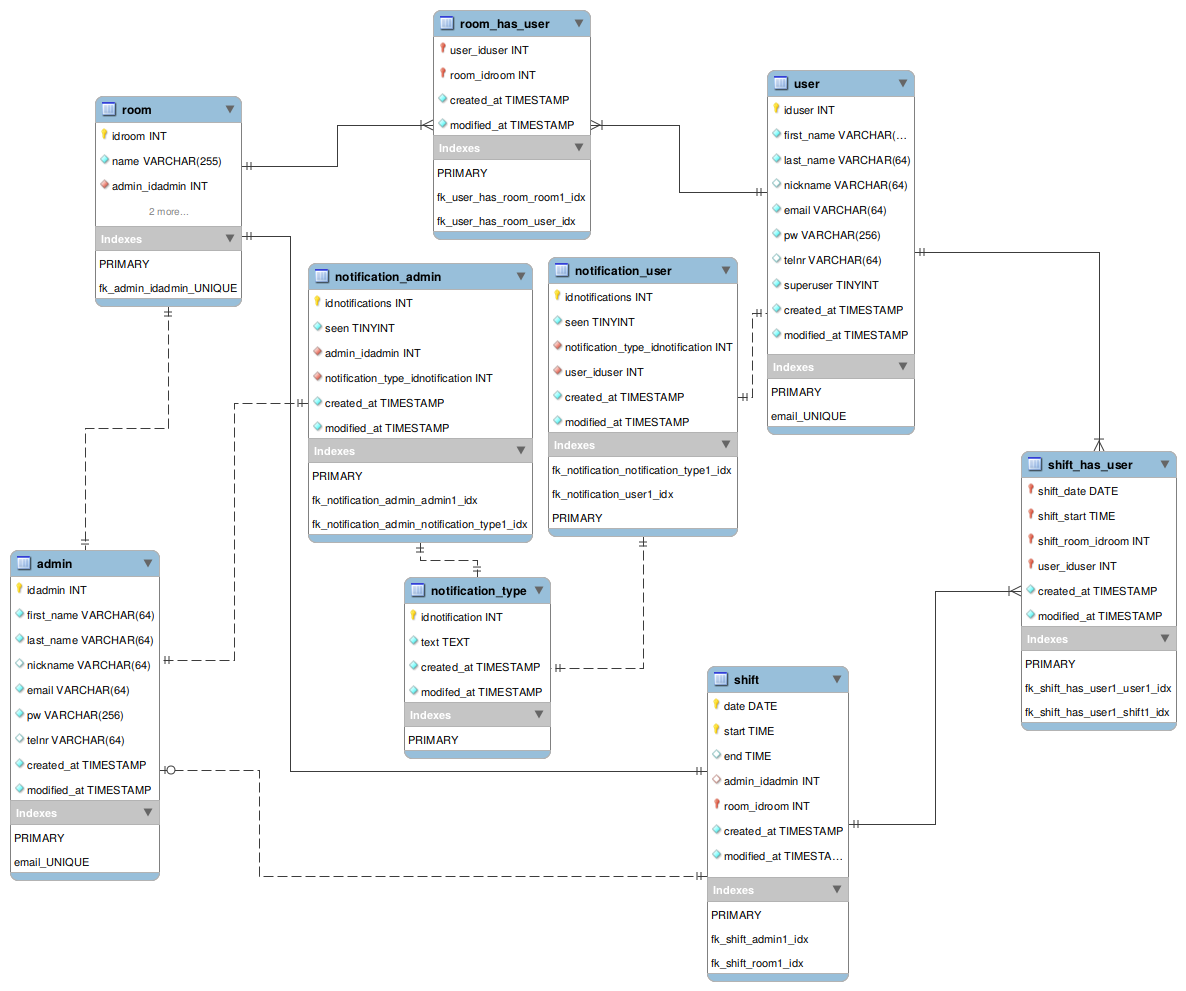 room_has_user
user_iduser INT
room_idroom INT
created_at TIMESTAMP
modified_at TIMESTAMP
Indexes
PRIMARY
fk_user_has_room_room1_idx
fk_user_has_room_user_idx
user
iduser INT
first_name VARCHAR(...
last_name VARCHAR(64)
nickname VARCHAR(64)
email VARCHAR(64)
pw VARCHAR(256)
telnr VARCHAR(64)
superuser TINYINT
created_at TIMESTAMP
modified_at TIMESTAMP
Indexes
PRIMARY
email_UNIQUE
room
idroom INT
name VARCHAR(255)
admin_idadmin INT
2 more...
Indexes
PRIMARY
fk_admin_idadmin_UNIQUE
notification_admin
idnotifications INT
seen TINYINT
admin_idadmin INT
notification_type_idnotification INT
created_at TIMESTAMP
modified_at TIMESTAMP
Indexes
PRIMARY
fk_notification_admin_admin1_idx
fk_notification_admin_notification_type1_idx
notification_user
idnotifications INT
seen TINYINT
notification_type_idnotification INT
user_iduser INT
created_at TIMESTAMP
modified_at TIMESTAMP
Indexes
fk_notification_notification_type1_idx
fk_notification_user1_idx
PRIMARY
shift_has_user
shift_date DATE
shift_start TIME
shift_room_idroom INT
user_iduser INT
created_at TIMESTAMP
modified_at TIMESTAMP
Indexes
PRIMARY
fk_shift_has_user1_user1_idx
fk_shift_has_user1_shift1_idx
admin
idadmin INT
first_name VARCHAR(64)
last_name VARCHAR(64)
nickname VARCHAR(64)
email VARCHAR(64)
pw VARCHAR(256)
telnr VARCHAR(64)
created_at TIMESTAMP
modified_at TIMESTAMP
Indexes
PRIMARY
email_UNIQUE
notification_type
idnotification INT
text TEXT
created_at TIMESTAMP
modifed_at TIMESTAMP
Indexes
PRIMARY
shift
date DATE
start TIME
end TIME
admin_idadmin INT
room_idroom INT
created_at TIMESTAMP
modified_at TIMESTA...
Indexes
PRIMARY
fk_shift_admin1_idx
fk_shift_room1_idx